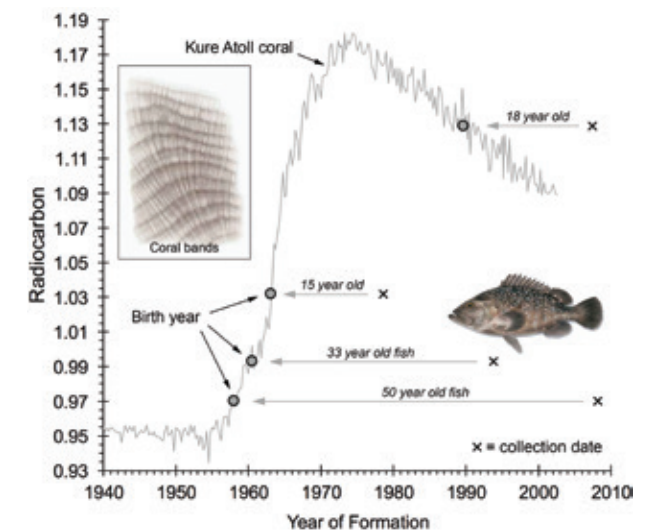 1.19
1.17
1.15
1.13
1.11
1.09
1.07
1.05
1.03
1.01
0.99
0.97
0.95
0.93
Radiocarbon
Kure Atoll coral
Coral bands
18 year old
15 year old
Birth year
33 year old fish
50 year old fish
× = collection date
1940 1950 1960 1970 1980 1990 2000 2010
Year of Formation